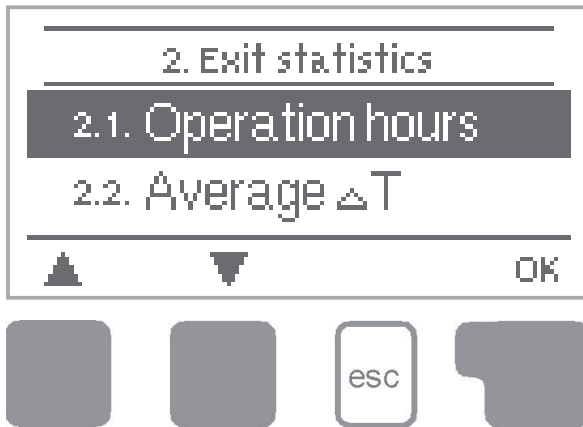 2. Exit statistics
2.1. Operation hours
2.2. Average △T
▲ ▼ OK
esc